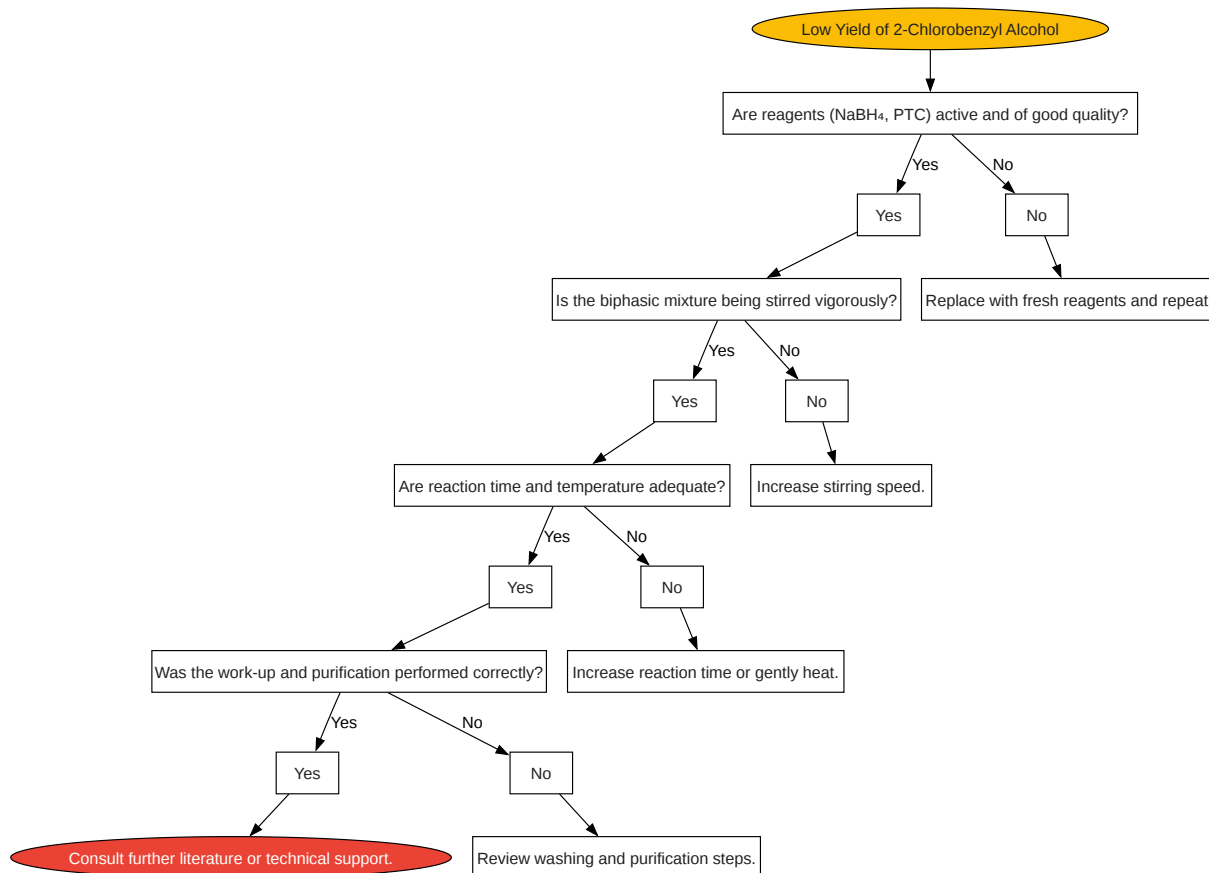 Low Yield of 2-Chlorobenzyl Alcohol
Are reagents (NaBH₄, PTC) active and of good quality?
Yes
No
Yes
No
Is the biphasic mixture being stirred vigorously?
Replace with fresh reagents and repeat
Yes
No
Yes
No
Are reaction time and temperature adequate?
Increase stirring speed.
Yes
No
Yes
No
Was the work-up and purification performed correctly?
Increase reaction time or gently heat.
Yes
No
Yes
No
Consult further literature or technical support.
Review washing and purification steps.